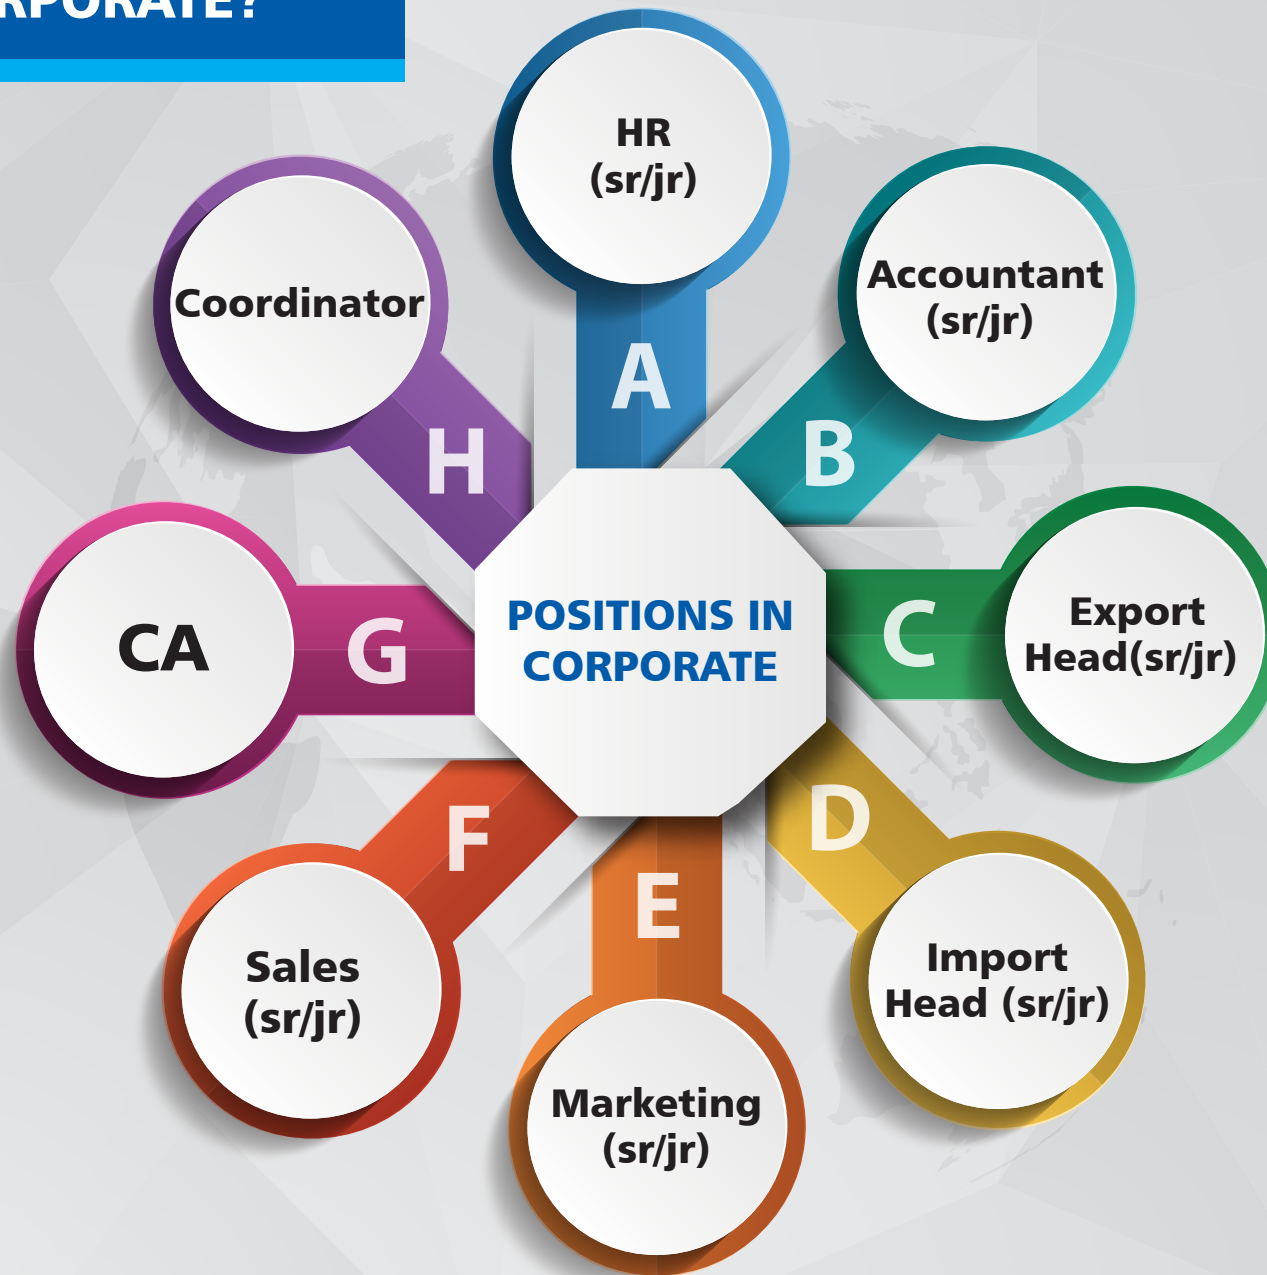 RPORATE?
HR
(sr/jr)
A
Accountant
(sr/jr)
B
Export
Head(sr/jr)
C
Import
Head (sr/jr)
D
Marketing
(sr/jr)
E
Sales
(sr/jr)
F
CA
G
Coordinator
H
POSITIONS IN
CORPORATE